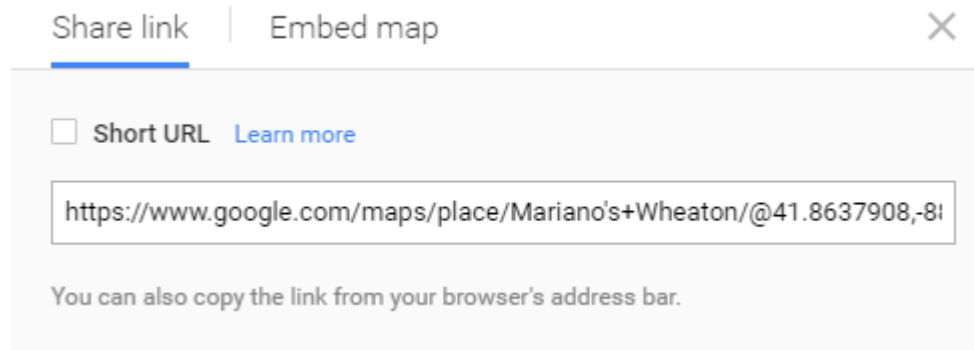 Share link Embed map
Short URL Learn more
https://www.google.com/maps/place/Mariano's+Wheaton/@41.8637908,-8
You can also copy the link from your browser's address bar.